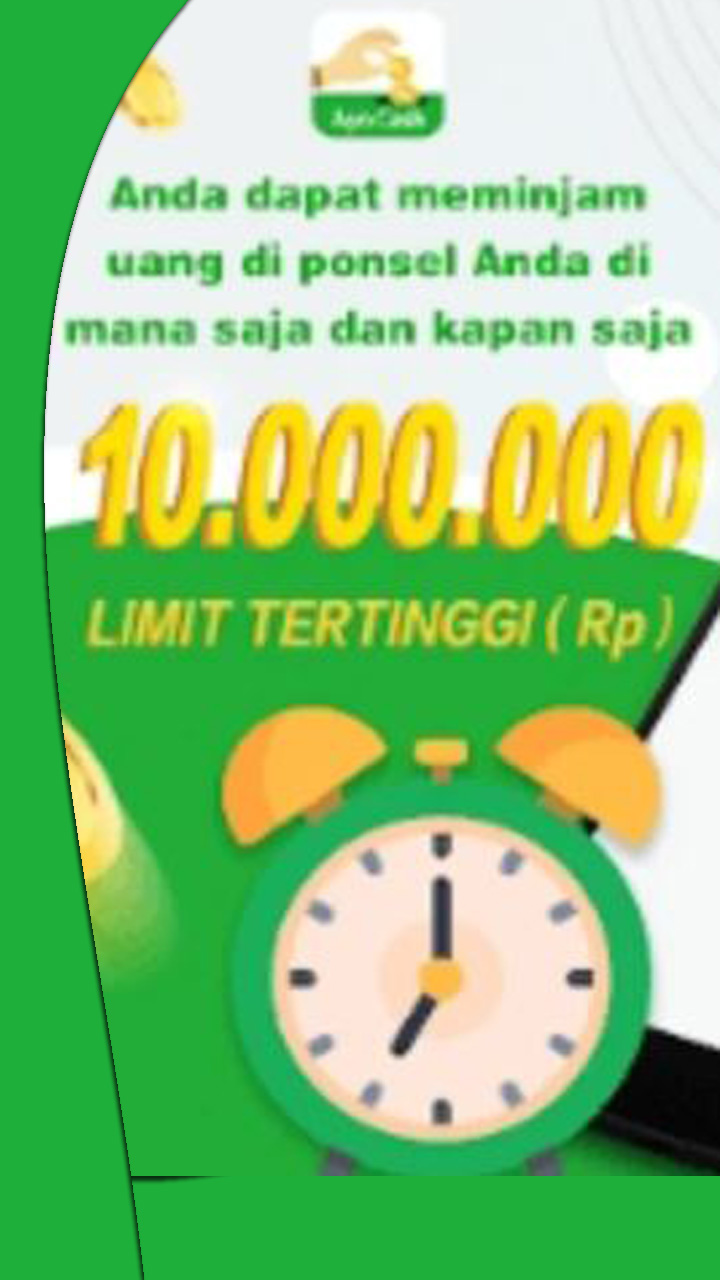 Anda dapat meminjam
uang di ponsel Anda di
mana saja dan kapan saja
10.000.000
LIMIT TERTINGGI ( Rp )